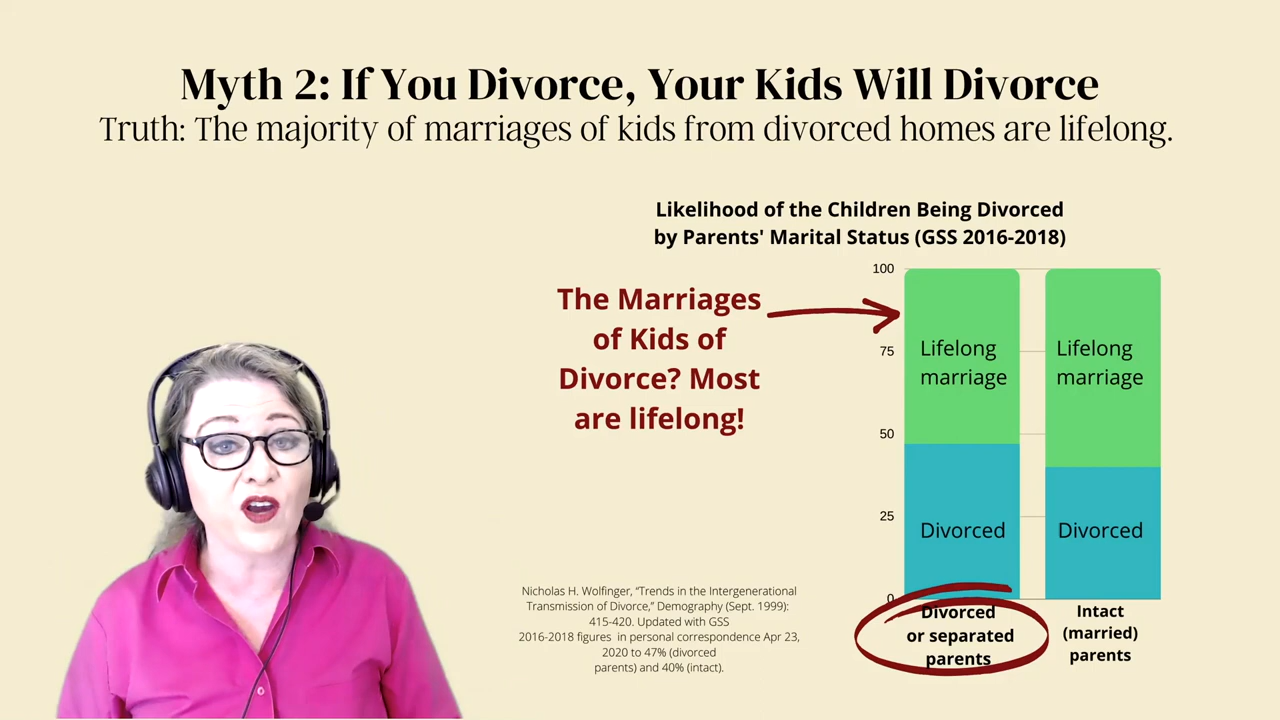 Myth 2: If You Divorce, Your Kids Will Divorce
Truth: The majority of marriages of kids from divorced homes are lifelong.
Likelihood of the Children Being Divorced
by Parents' Marital Status (GSS 2016-2018)
The Marriages
of Kids of
Divorce? Most
are lifelong!
100
75
50
25
0
Lifelong
marriage
Lifelong
marriage
Divorced
Divorced
Divorced
or separated
parents
Intact
(married)
parents
Nicholas H. Wolfinger, “Trends in the Intergenerational
Transmission of Divorce,” Demography (Sept. 1999):
415-420. Updated with GSS
2016-2018 figures in personal correspondence Apr 23,
2020 to 47% (divorced
parents) and 40% (intact).